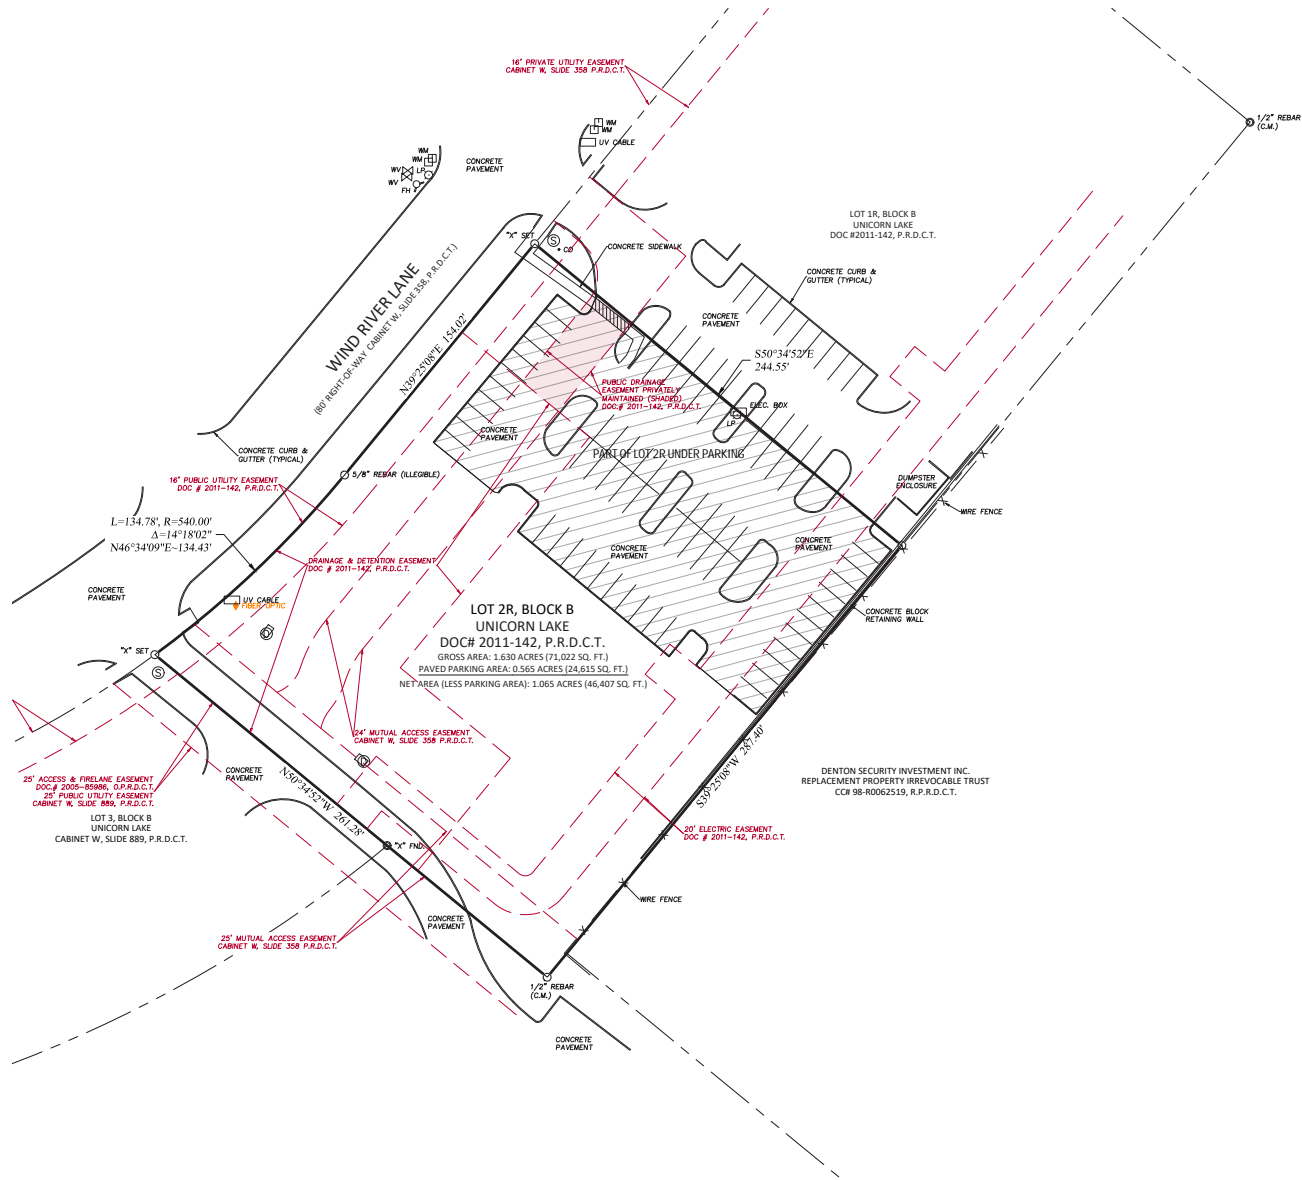 16' PRIVATE UTILITY EASEMENT
CABINET W, SLIDE 358 P.R.D.C.T.
1/2" REBAR
(C.M.)
WM
WM
UV CABLE
WM
WM
LP
WV
WV
FH
CONCRETE
PAVEMENT
LOT 1R, BLOCK B
UNICORN LAKE
DOC #2011-142, P.R.D.C.T.
"X" SET
S
CO
CONCRETE SIDEWALK
CONCRETE CURB &
GUTTER (TYPICAL)
WIND RIVER LANE
(80' RIGHT-OF-WAY CABINET W, SLIDE 358, P.R.D.C.T.)
CONCRETE
PAVEMENT
N39°25'08"E 154.02'
S50°34'52"E
244.55'
PUBLIC DRAINAGE
EASEMENT PRIVATELY
MAINTAINED (SHADED)
DOC.# 2011-142, P.R.D.C.T.
ELEC. BOX
LP
CONCRETE
PAVEMENT
CONCRETE CURB &
GUTTER (TYPICAL)
PART OF LOT 2R UNDER PARKING
5/8" REBAR (ILLEGIBLE)
16' PUBLIC UTILITY EASEMENT
DOC # 2011-142, P.R.D.C.T.
DUMPSTER
ENCLOSURE
WIRE FENCE
L=134.78', R=540.00'
Δ=14°18'02"
N46°34'09"E~134.43'
CONCRETE
PAVEMENT
CONCRETE
PAVEMENT
DRAINAGE & DETENTION EASEMENT
DOC # 2011-142, P.R.D.C.T.
CONCRETE
PAVEMENT
UV CABLE
FIBER OPTIC
CONCRETE BLOCK
RETAINING WALL
LOT 2R, BLOCK B
UNICORN LAKE
DOC# 2011-142, P.R.D.C.T.
GROSS AREA: 1.630 ACRES (71,022 SQ. FT.)
PAVED PARKING AREA: 0.565 ACRES (24,615 SQ. FT.)
NET AREA (LESS PARKING AREA): 1.065 ACRES (46,407 SQ. FT.)
"X" SET
S
D
24' MUTUAL ACCESS EASEMENT
CABINET W, SLIDE 358 P.R.D.C.T.
D
S39°25'08"W 287.40'
CONCRETE
PAVEMENT
25' ACCESS & FIRELANE EASEMENT
DOC.# 2005-85986, O.P.R.D.C.T.
25' PUBLIC UTILITY EASEMENT
CABINET W, SLIDE 889, P.R.D.C.T.
DENTON SECURITY INVESTMENT INC.
REPLACEMENT PROPERTY IRREVOCABLE TRUST
CC# 98-R0062519, R.P.R.D.C.T.
N50°34'52"W 261.28'
LOT 3, BLOCK B
UNICORN LAKE
CABINET W, SLIDE 889, P.R.D.C.T.
20' ELECTRIC EASEMENT
DOC # 2011-142, P.R.D.C.T.
"X" FND.
WIRE FENCE
CONCRETE
PAVEMENT
25' MUTUAL ACCESS EASEMENT
CABINET W, SLIDE 358 P.R.D.C.T.
1/2" REBAR
(C.M.)
CONCRETE
PAVEMENT